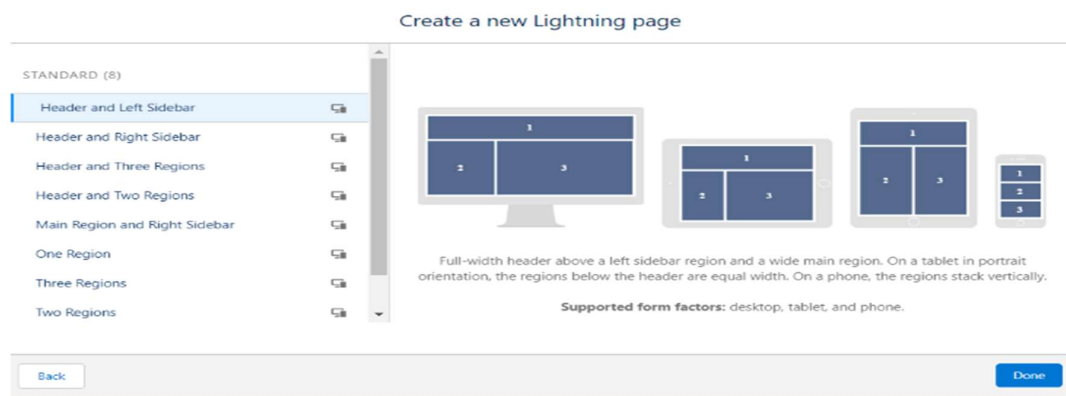 Create a new Lightning page
STANDARD (8)
Header and Left Sidebar
Header and Right Sidebar
Header and Three Regions
Header and Two Regions
Main Region and Right Sidebar
One Region
Three Regions
Two Regions
1
2 3
1
2 3
1
2 3
1
2
3
Full-width header above a left sidebar region and a wide main region. On a tablet in portrait
orientation, the regions below the header are equal width. On a phone, the regions stack vertically.
Supported form factors: desktop, tablet, and phone.
Back
Done